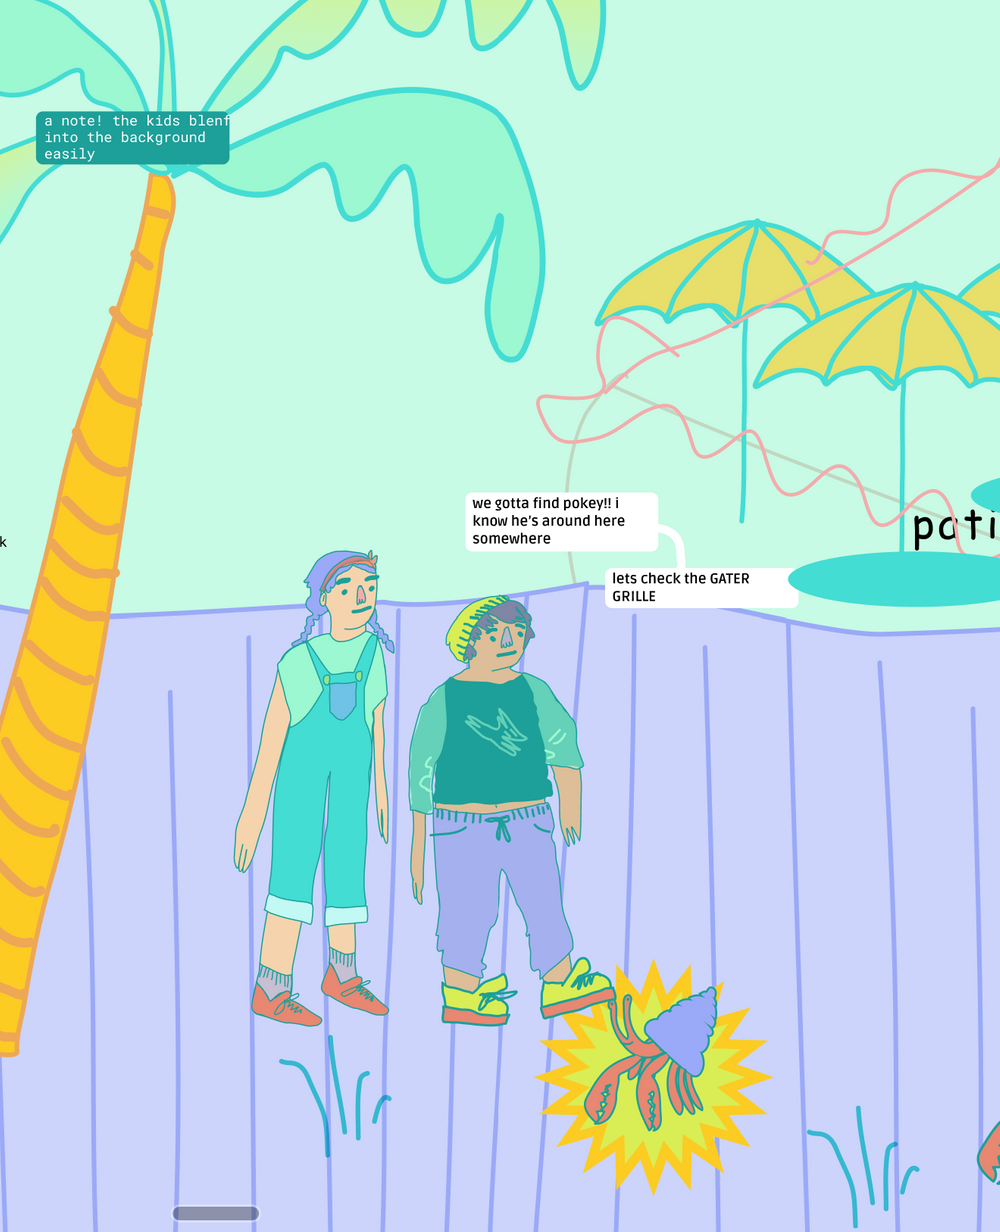 a note! the kids blenf
into the background
easily
we gotta find pokey!! i
know he's around here
somewhere
k
pati
lets check the GATER
GRILLE